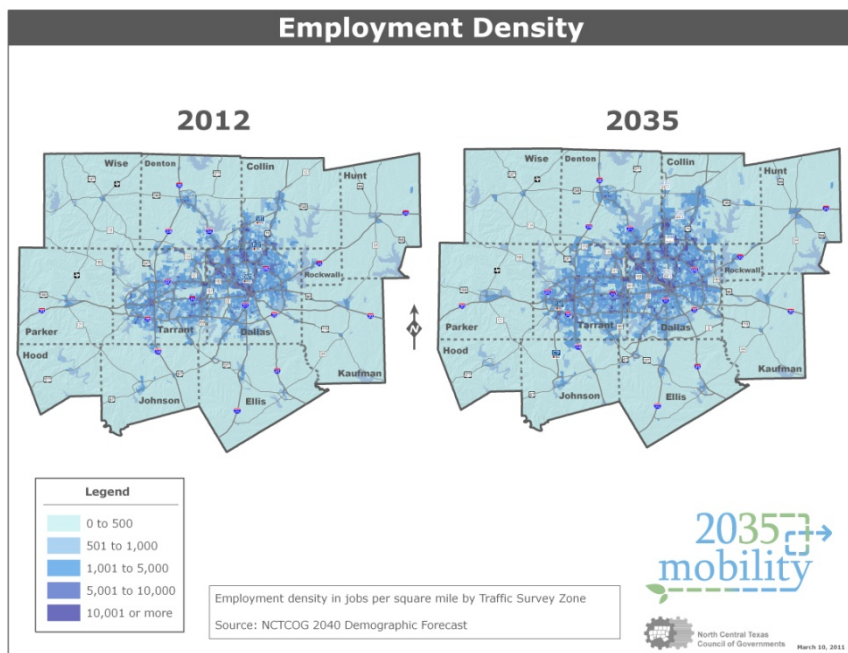 Employment Density
2012
2035
Wise
Denton
Collin
Hunt
Rockwall
Parker
Tarrant
Dallas
Hood
Kaufman
Johnson
Ellis
Wise
Denton
Collin
Hunt
Rockwall
Parker
Tarrant
Dallas
Hood
Kaufman
Johnson
Ellis
N
Legend
0 to 500
501 to 1,000
1,001 to 5,000
5,001 to 10,000
10,001 or more
Employment density in jobs per square mile by Traffic Survey Zone
Source: NCTCOG 2040 Demographic Forecast
2035
mobility
North Central Texas
Council of Governments
March 10, 2011